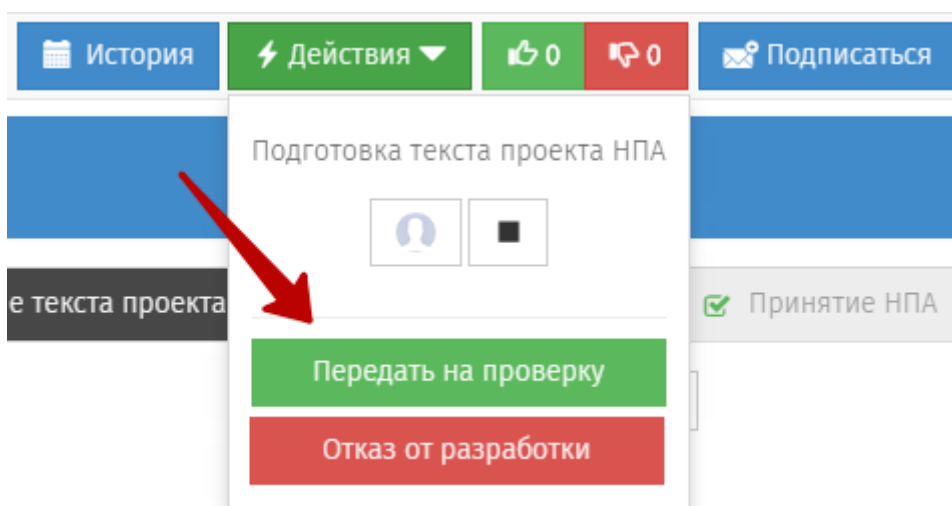 История Действия 0 0 Подписаться
Подготовка текста проекта НПА
е текста проекта Принятие НПА
Передать на проверку
Отказ от разработки